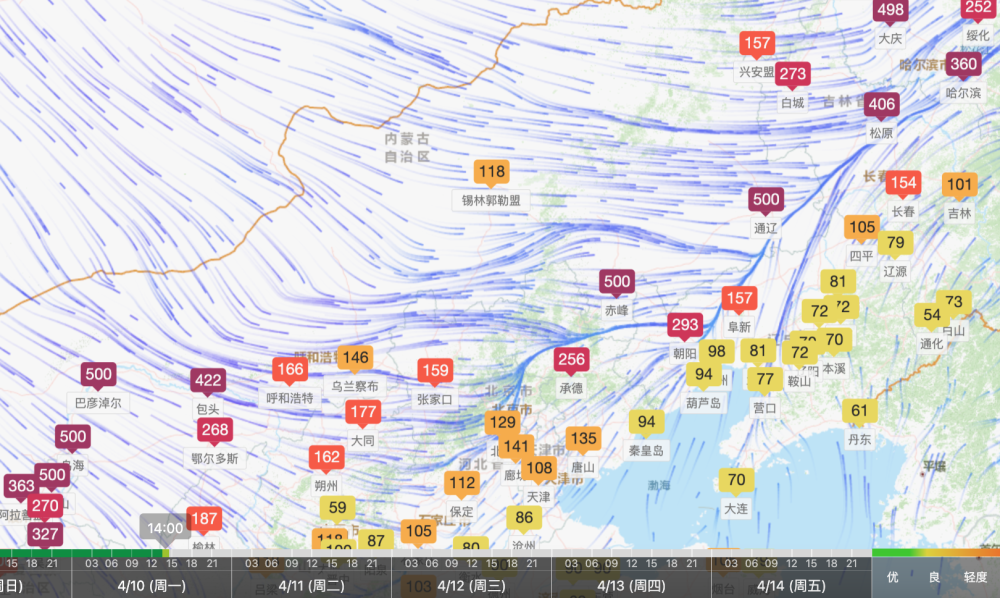 498
大庆
252
绥化
157
兴安盟
273
白城
哈尔滨市
360
哈尔滨
吉林省
406
松原
内蒙古
自治区
118
锡林郭勒盟
长春
154
长春
101
吉林
500
通辽
105
四平
79
辽源
500
赤峰
81
72
72
157
阜新
73
白山
54
通化
293
朝阳
98
81
70
72
本溪
鞍山
呼和浩特
166
呼和浩特
146
乌兰察布
159
张家口
256
承德
94
葫芦岛
77
营口
500
巴彦淖尔
422
包头
北京市
北京市
177
大同
268
鄂尔多斯
129
141
天津市
135
唐山
94
秦皇岛
61
丹东
500
乌海
162
朔州
河北省
108
天津
天津市
平壤
363
500
270
327
112
保定
渤海
70
大连
59
14:00
187
榆林
118
87
105
86
沧州
80
15 18 21 03 06 09 12 15 18 21 03 06 09 12 15 18 21 03 06 09 12 15 18 21 03 06 09 12 15 18 21 03 06 09 12 15 18 21
周日) 4/10 (周一) 4/11 (周二) 4/12 (周三) 4/13 (周四) 4/14 (周五)
103
优 良 轻度